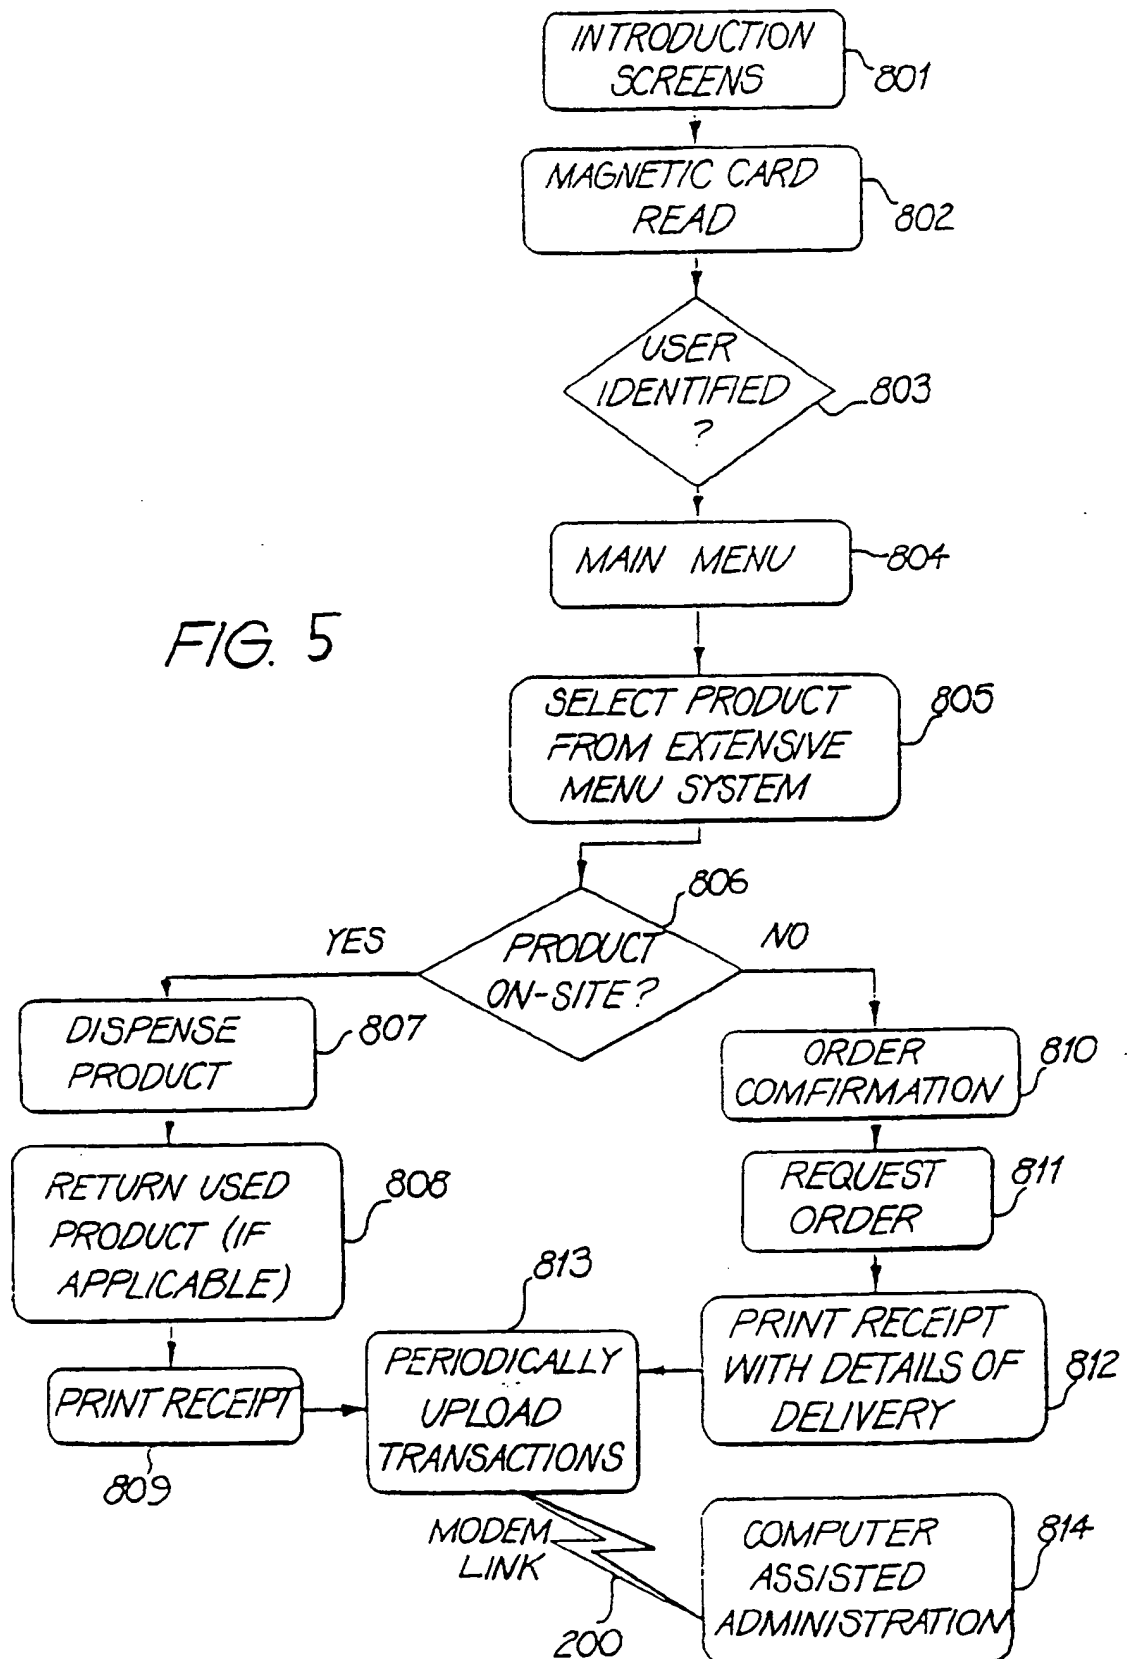 INTRODUCTION
SCREENS
801
MAGNETIC CARD
READ
802
USER
IDENTIFIED
?
803
MAIN MENU
804
FIG. 5
SELECT PRODUCT
FROM EXTENSIVE
MENU SYSTEM
805
806
YES
PRODUCT
ON-SITE?
NO
DISPENSE
PRODUCT
807
ORDER
COMFIRMATION
810
RETURN USED
PRODUCT (IF
APPLICABLE)
808
REQUEST
ORDER
811
813
PRINT RECEIPT
809
PERIODICALLY
UPLOAD
TRANSACTIONS
PRINT RECEIPT
WITH DETAILS OF
DELIVERY
812
MODEM
LINK
200
COMPUTER
ASSISTED
ADMINISTRATION
814